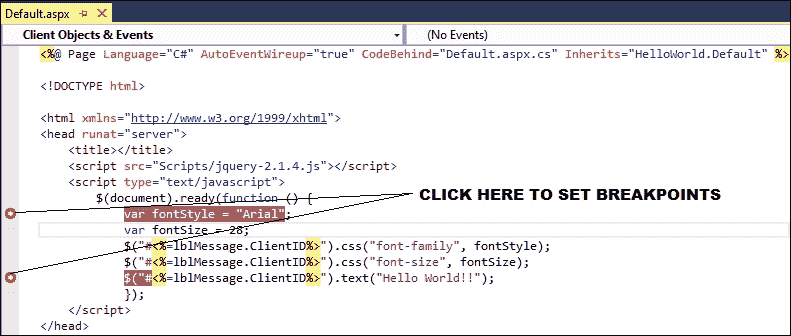 Default.aspx
Client Objects & Events (No Events)
<%@ Page Language="C#" AutoEventWireup="true" CodeBehind="Default.aspx.cs" Inherits="HelloWorld.Default" %>
<!DOCTYPE html>
<html xmlns="http://www.w3.org/1999/xhtml">
<head runat="server">
<title></title>
<script src="Scripts/jquery-2.1.4.js"></script>
<script type="text/javascript">
$(document).ready(function () {
CLICK HERE TO SET BREAKPOINTS
var fontStyle = "Arial";
var fontSize = 28;
$("#<%=lblMessage.ClientID%>").css("font-family", fontStyle);
$("#<%=lblMessage.ClientID%>").css("font-size", fontSize);
$("#<%=lblMessage.ClientID%>").text("Hello World!!");
});
</script>
</head>